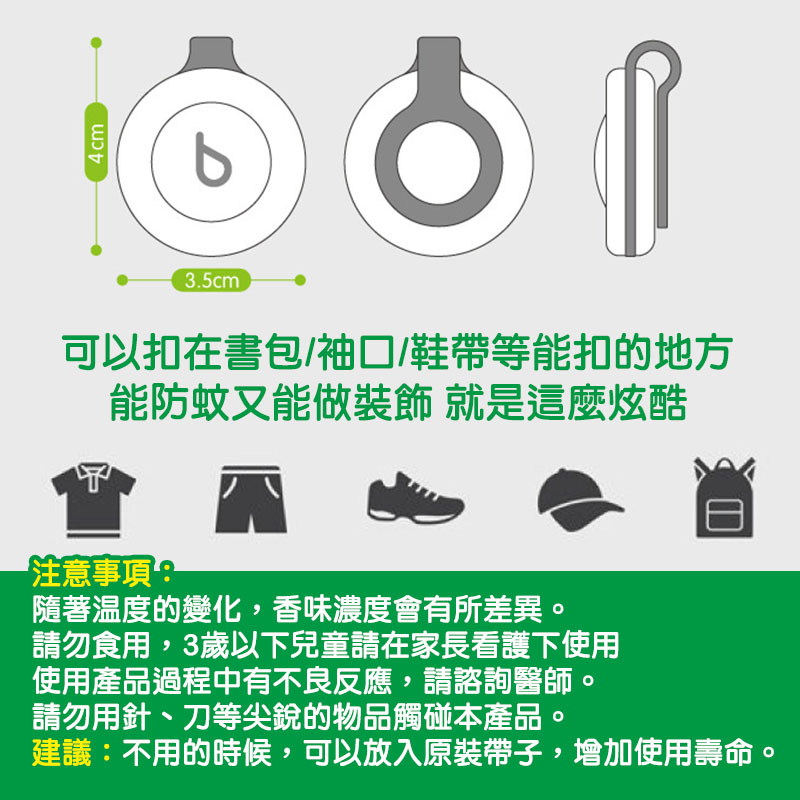 4cm
3.5cm
可以扣在書包/袖口/鞋帶等能扣的地方
能防蚊又能做裝飾 就是這麼炫酷
注意事項：
隨著温度的變化，香味濃度會有所差異。
請勿食用，3歲以下兒童請在家長看護下使用
使用產品過程中有不良反應，請諮詢醫師。
請勿用針、刀等尖銳的物品觸碰本產品。
建議：不用的時候，可以放入原裝帶子，增加使用壽命。